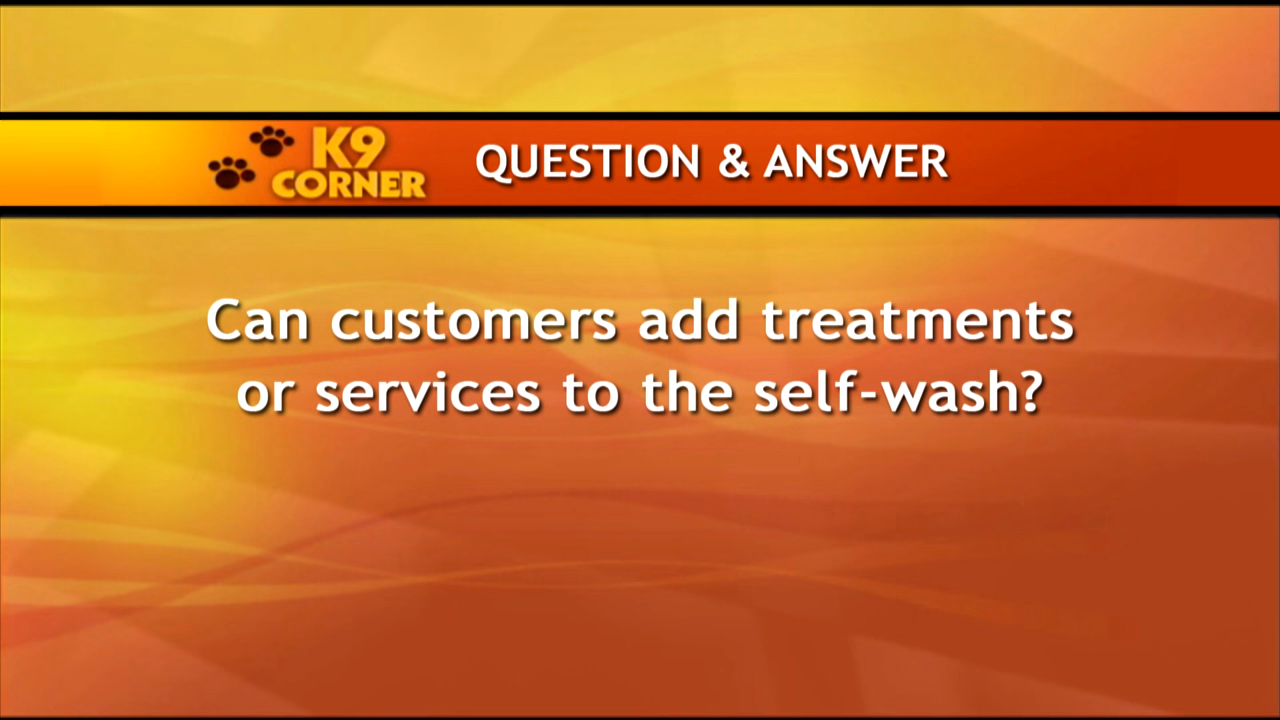 K9
CORNER
QUESTION & ANSWER
Can customers add treatments
or services to the self-wash?